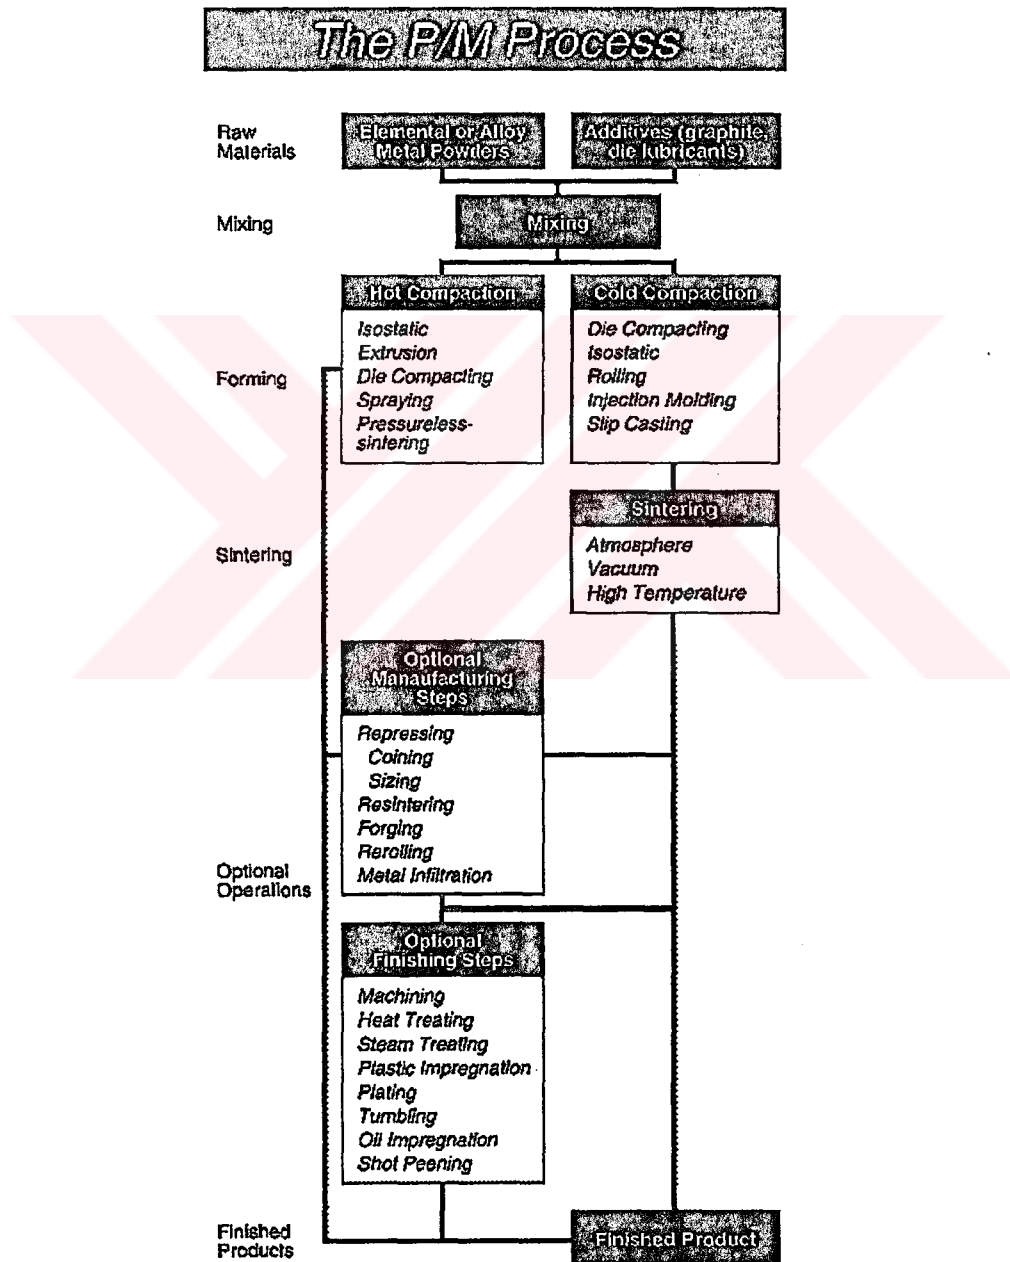 The P/M Process
Raw
Materials
Elemental or Alloy
Metal Powders
Additives (graphite,
die lubricants)
Mixing
Mixing
Hot Compaction
Cold Compaction
Forming
Isostatic
Extrusion
Die Compacting
Spraying
Pressureless-
sintering
Die Compacting
Isostatic
Rolling
Injection Molding
Slip Casting
Sintering
Sintering
Atmosphere
Vacuum
High Temperature
Optional
Manaufacturing
Steps
Repressing
Coining
Sizing
Resintering
Forging
Rerolling
Metal Infiltration
Optional
Operations
Optional
Finishing Steps
Machining
Heat Treating
Steam Treating
Plastic Impregnation
Plating
Tumbling
Oil Impregnation
Shot Peening
Finished
Products
Finished Product